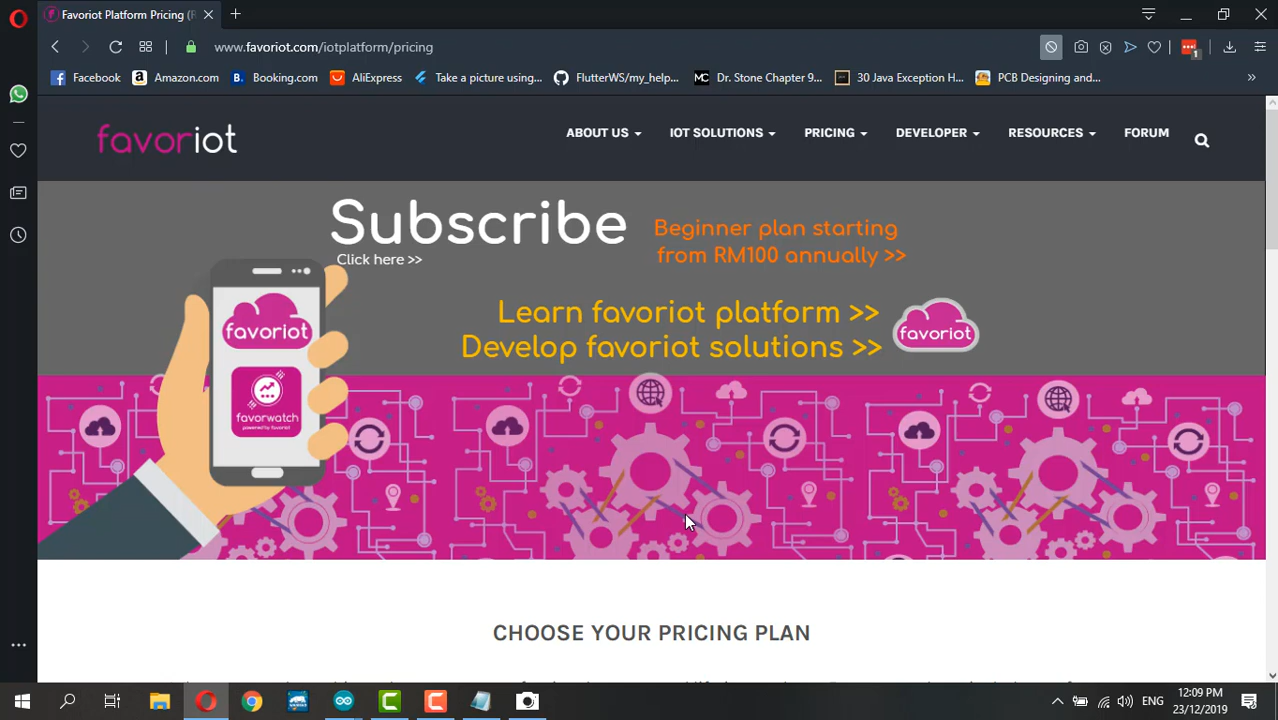 Favoriot Platform Pricing (
www.favoriot.com/iotplatform/pricing
1
Facebook
Amazon.com
Booking.com
AliExpress
Take a picture using...
FlutterWS/my_help...
Dr. Stone Chapter 9...
30 Java Exception H...
PCB Designing and...
favoriot
ABOUT US
IOT SOLUTIONS
PRICING
DEVELOPER
RESOURCES
FORUM
Subscribe
Click here >>
Beginner plan starting
from RM100 annually >>
Learn favoriot platform >>
Develop favoriot solutions >>
favoriot
favoriot
favorwatch
powered by favoriot
CHOOSE YOUR PRICING PLAN
ENG
12:09 PM
23/12/2019